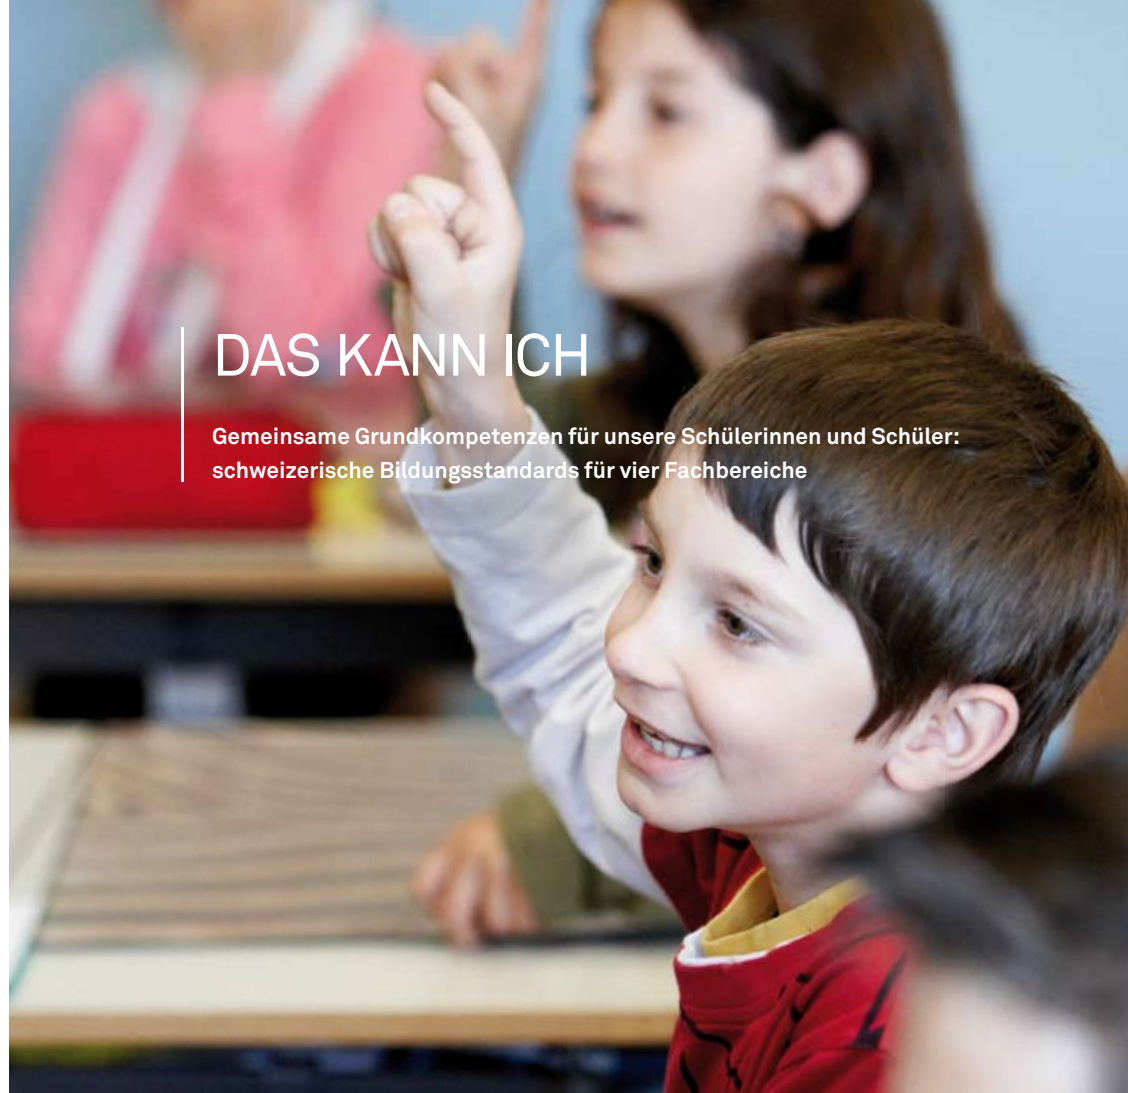 DAS KANN ICH
Gemeinsame Grundkompetenzen für unsere Schülerinnen und Schüler:
schweizerische Bildungsstandards für vier Fachbereiche